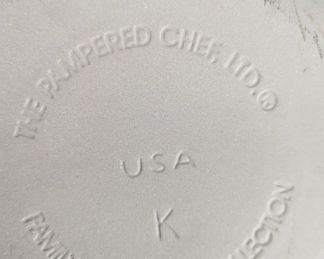 THE PAMPERED CHEF, LTD.®
USA
K